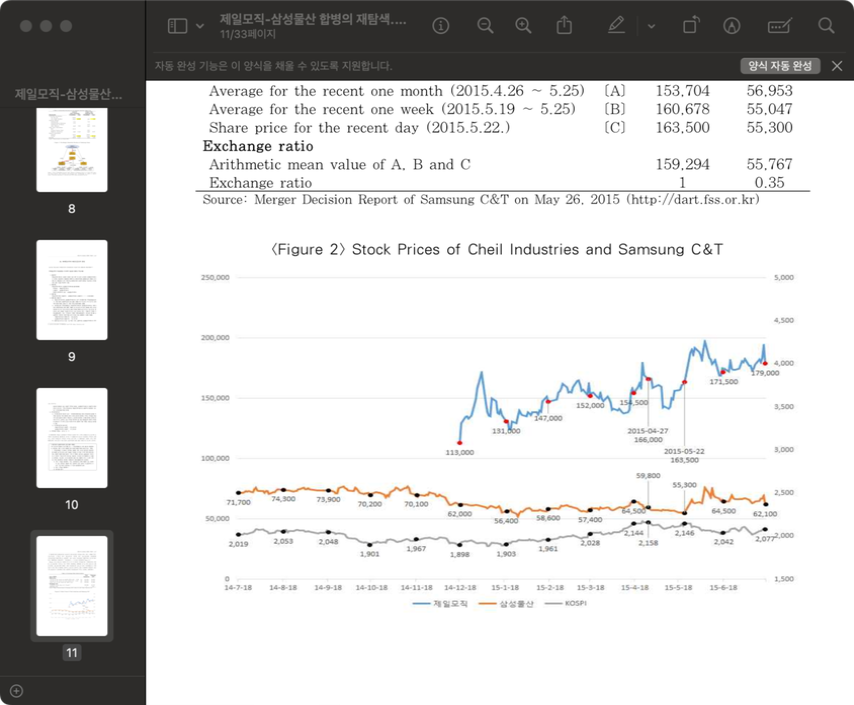 제일모직-삼성물산 합병의 재탐색....
11/33페이지
자동 완성 기능은 이 양식을 채울 수 있도록 지원합니다.
양식 자동 완성
제일모직-삼성물산...
8
9
10
11
Average for the recent one month (2015.4.26 ~ 5.25) [A] 153,704 56,953
Average for the recent one week (2015.5.19 ~ 5.25) [B] 160,678 55,047
Share price for the recent day (2015.5.22.) [C] 163,500 55,300
Exchange ratio
Arithmetic mean value of A, B and C 159,294 55,767
Exchange ratio 1 0.35
Source: Merger Decision Report of Samsung C&T on May 26, 2015 (http://dart.fss.or.kr)
〈Figure 2〉 Stock Prices of Cheil Industries and Samsung C&T
250,000 5,000
4,500
200,000
4,000
179,000
171,500
150,000 3,500
152,000
154,500
147,000
131,000
2015-04-27
166,000
113,000
2015-05-22
163,500
3,000
100,000
59,800
55,300
2,500
71,700 74,300 73,900 70,200 70,100 62,000 56,400 58,600 57,400 64,500 64,500 62,100
50,000 2,000
2,019 2,053 2,048 1,901 1,967 1,898 1,903 1,961 2,028 2,144 2,158 2,146 2,042 2,077
0 1,500
14-7-18 14-8-18 14-9-18 14-10-18 14-11-18 14-12-18 15-1-18 15-2-18 15-3-18 15-4-18 15-5-18 15-6-18
제일모직 삼성물산 KOSPI